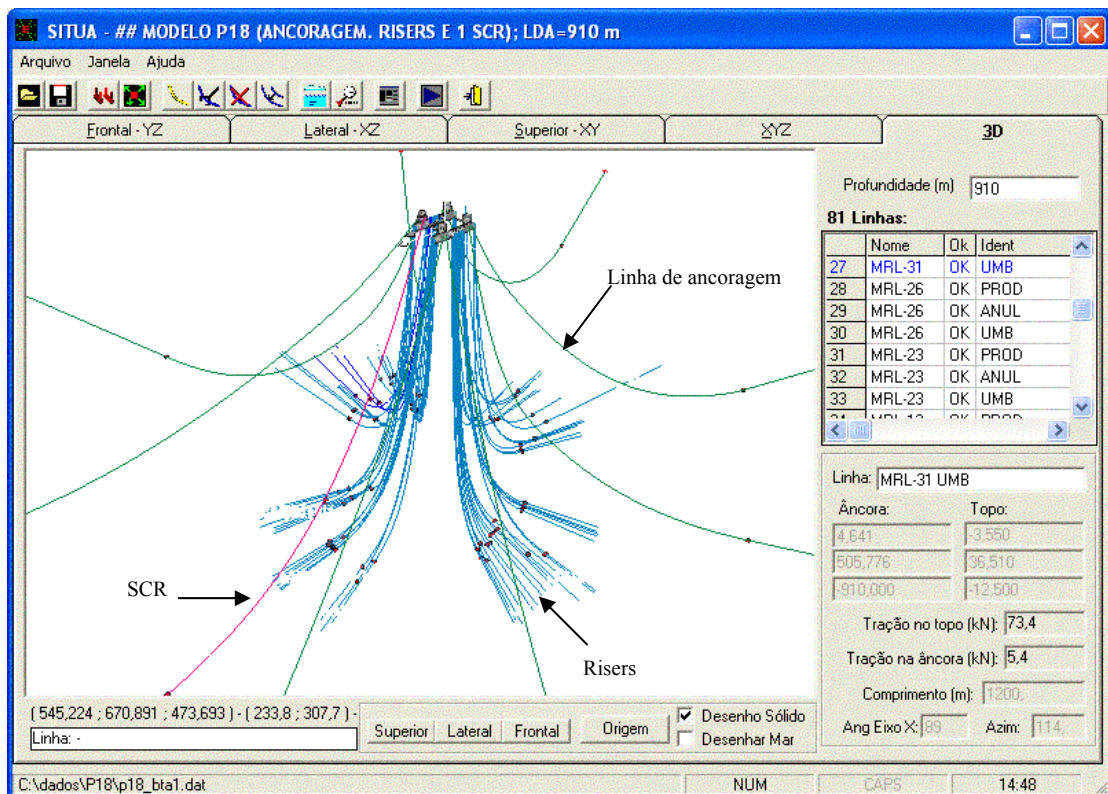 SITUA - ## MODELO P18 (ANCORAGEM. RISERS E 1 SCR); LDA=910 m
Arquivo Janela Ajuda
Frontal - YZ Lateral - XZ Superior - XY XYZ 3D
Profundidade (m) 910
81 Linhas:
Nome Ok Ident
27 MRL-31 OK UMB
28 MRL-26 OK PROD
29 MRL-26 OK ANUL
30 MRL-26 OK UMB
31 MRL-23 OK PROD
32 MRL-23 OK ANUL
33 MRL-23 OK UMB
Linha de ancoragem
SCR
Risers
Linha: MRL-31 UMB
Âncora: Topo:
4,641 -3,550
505,776 36,510
-910,000 -12,500
Tração no topo (kN): 73,4
Tração na âncora (kN): 5,4
Comprimento (m): 1200,
Ang Eixo X: 89 Azim: 114,
( 545,224 ; 670,891 ; 473,693 ) - ( 233,8 ; 307,7 ) -
Linha: -
Superior Lateral Frontal Origem
Desenho Sólido
Desenhar Mar
C:\dados\P18\p18_bta1.dat NUM CAPS 14:48